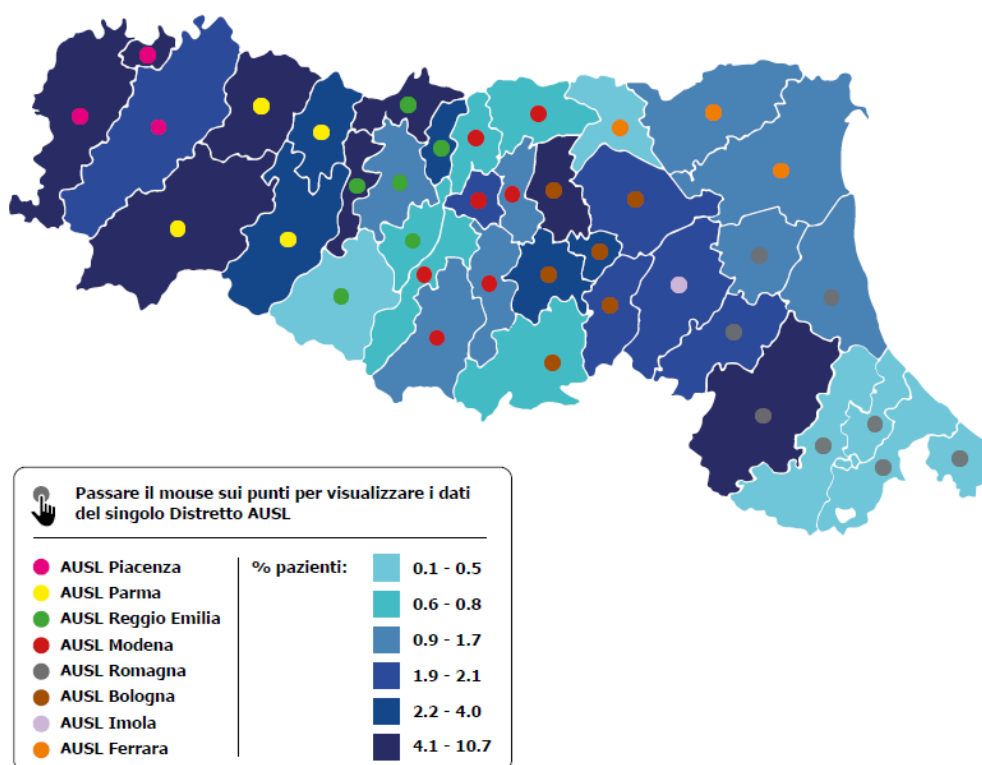 Passare il mouse sui punti per visualizzare i dati
del singolo Distretto AUSL
AUSL Piacenza
AUSL Parma
AUSL Reggio Emilia
AUSL Modena
AUSL Romagna
AUSL Bologna
AUSL Imola
AUSL Ferrara
% pazienti:
0.1 - 0.5
0.6 - 0.8
0.9 - 1.7
1.9 - 2.1
2.2 - 4.0
4.1 - 10.7